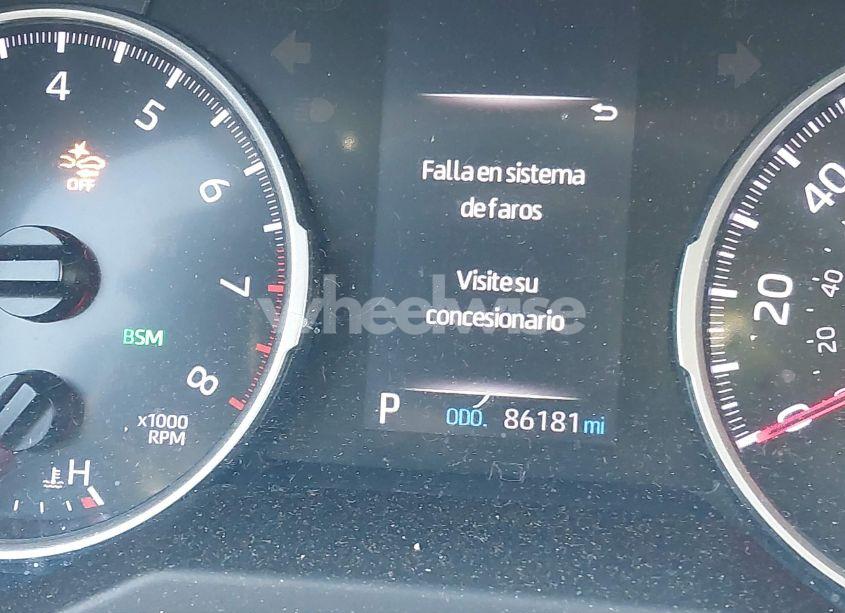 4
5
6
7
8
x1000
RPM
OFF
BSM
H
Falla en sistema
de faros
Visite su
concesionario
P ODO. 86181 mi
40
20
0
40
20
wheelwise